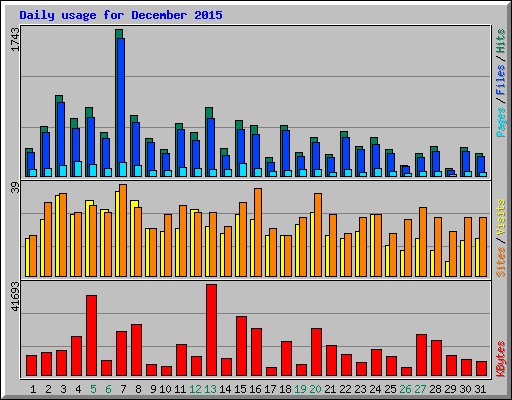 Daily usage for December 2015
1743
Pages / Files / Hits
39
Sites / Visits
41693
KBytes
1 2 3 4 5 6 7 8 9 10 11 12 13 14 15 16 17 18 19 20 21 22 23 24 25 26 27 28 29 30 31